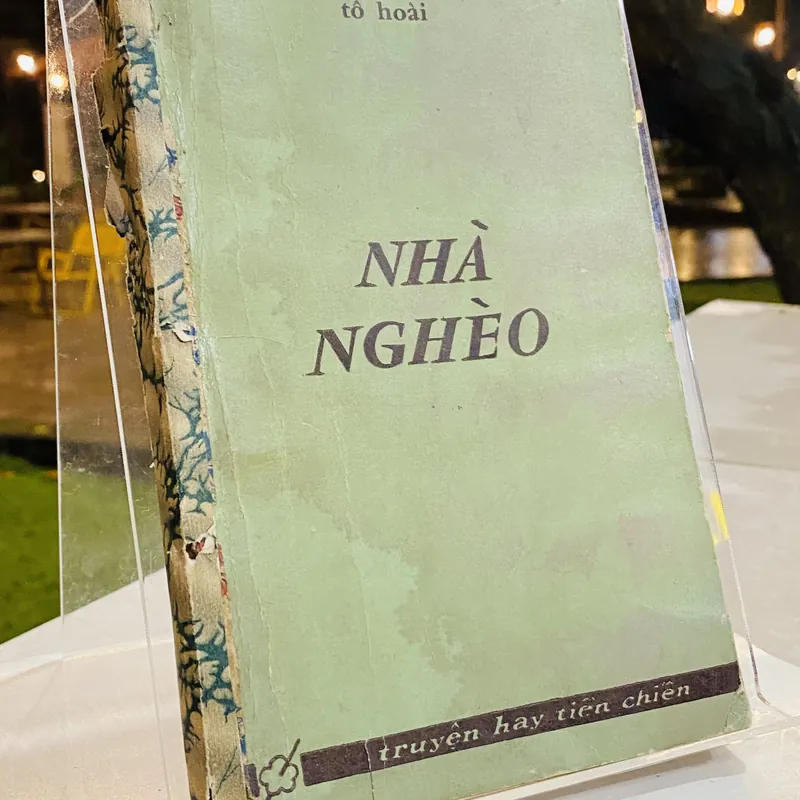 tô hoài
NHÀ
NGHÈO
truyện hay tiền chiến